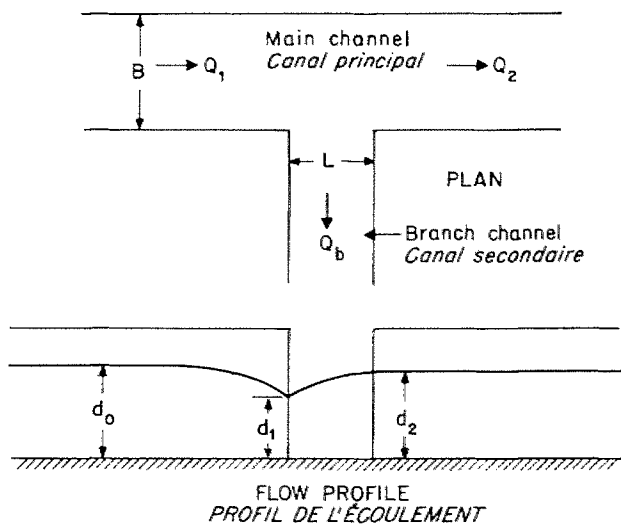 Main channel
Canal principal
B
Q₁
Q₂
L
PLAN
Q_b
Branch channel
Canal secondaire
d₀
d₁
d₂
FLOW PROFILE
PROFIL DE L'ÉCOULEMENT